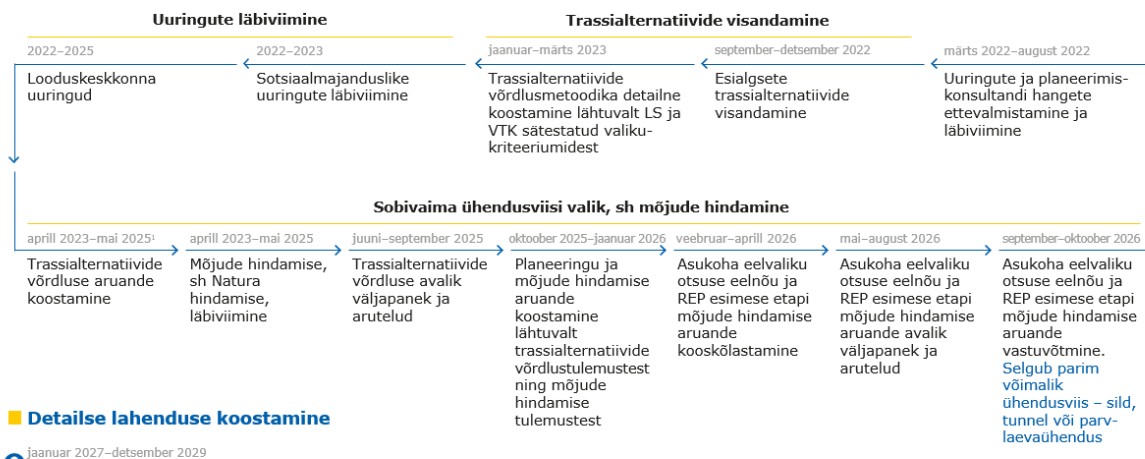 Uuringute läbiviimine
Trassialternatiivide visandamine
2022–2025
Looduskeskkonna
uuringud
2022–2023
Sotsiaalmajanduslike
uuringute läbiviimine
jaanuar–märts 2023
Trassialternatiivide
võrdlusmetoodika detailne
koostamine lähtuvalt LS ja
VTK sätestatud valiku-
kriteeriumidest
september–detsember 2022
Esialgsete
trassialternatiivide
visandamine
märts 2022–august 2022
Uuringute ja planeerimis-
konsultandi hangete
ettevalmistamine ja
läbiviimine
Sobivaima ühendusviisi valik, sh mõjude hindamine
aprill 2023–mai 2025¹
Trassialternatiivide
võrdluse aruande
koostamine
aprill 2023–mai 2025
Mõjude hindamise,
sh Natura
hindamise,
läbiviimine
juuni–september 2025
Trassialternatiivide
võrdluse avalik
väljapanek ja
arutelud
oktoober 2025–jaanuar 2026
Planeeringu ja
mõjude hindamise
aruande
koostamine
lähtuvalt
trassialternatiivide
võrdlustulemustest
ning mõjude
hindamise
tulemustest
veebruar–aprill 2026
Asukoha eelvaliku
otsuse eelnõu ja
REP esimese etapi
mõjude hindamise
aruande
kooskõlastamine
mai–august 2026
Asukoha eelvaliku
otsuse eelnõu ja
REP esimese etapi
mõjude hindamise
aruande avalik
väljapanek ja
arutelud
september–oktoober 2026
Asukoha eelvaliku
otsuse eelnõu ja
REP esimese etapi
mõjude hindamise
aruande
vastuvõtmine.
Selgub parim
võimalik
ühendusviis – sild,
tunnel või parv-
laevaühendus
Detailse lahenduse koostamine
jaanuar 2027–detsember 2029